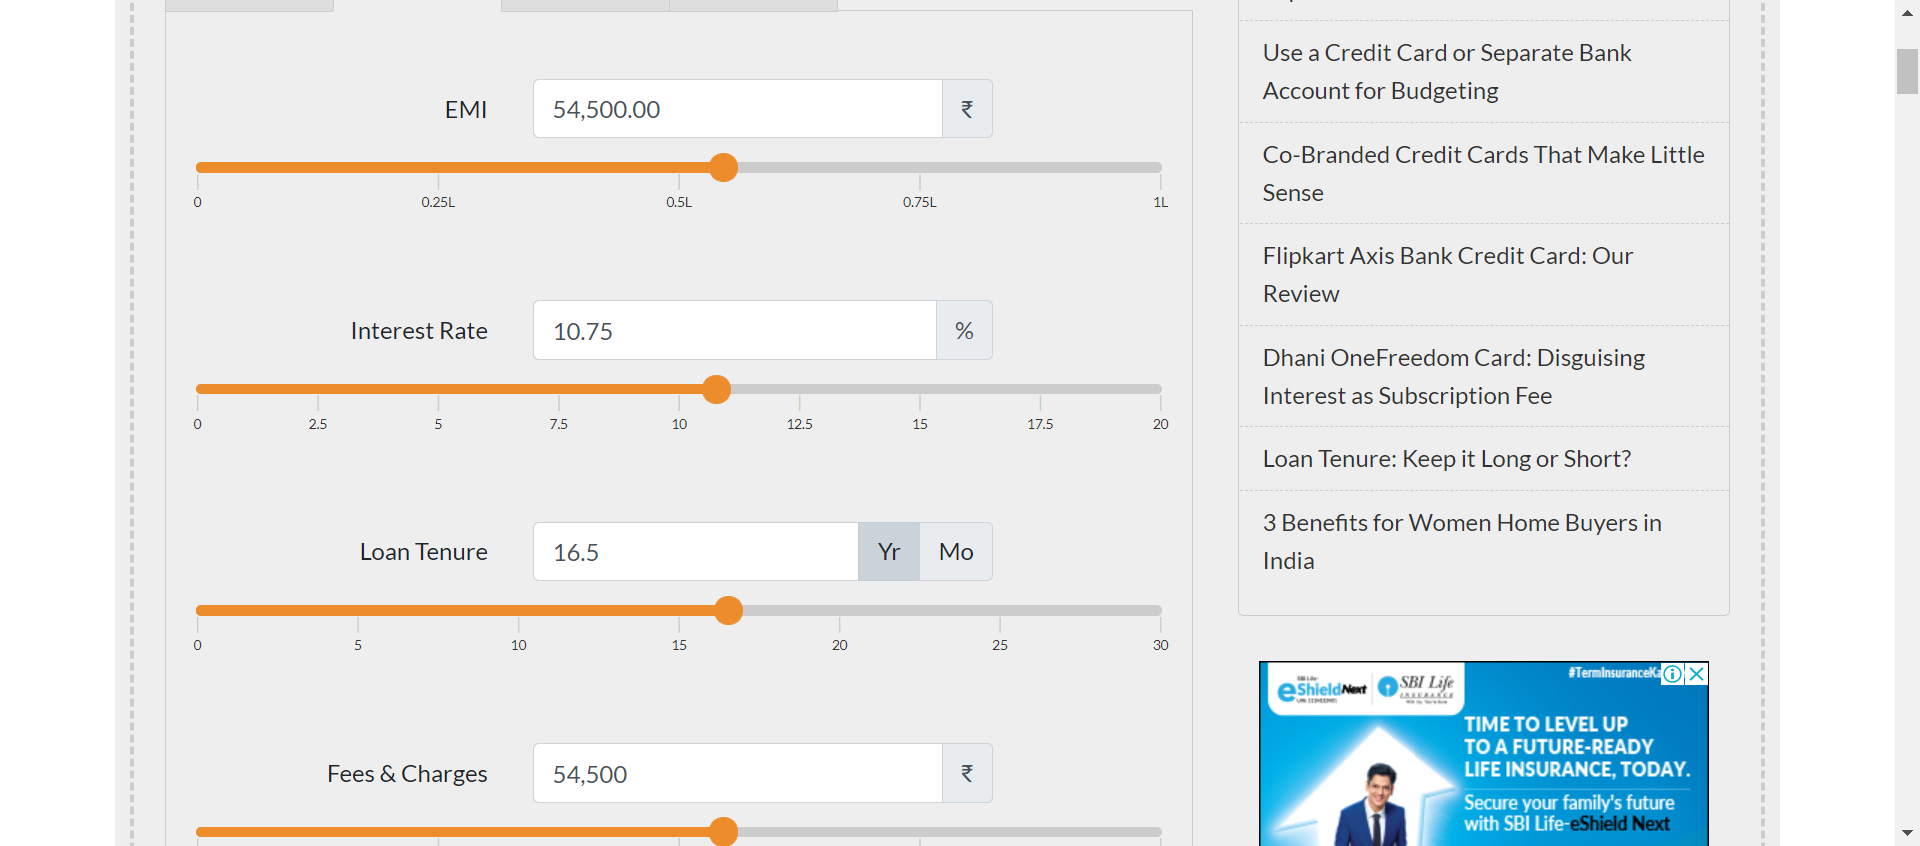 EMI
54,500.00
₹
0
0.25L
0.5L
0.75L
1L
Interest Rate
10.75
%
0
2.5
5
7.5
10
12.5
15
17.5
20
Loan Tenure
16.5
Yr
Mo
0
5
10
15
20
25
30
Fees & Charges
54,500
₹
Use a Credit Card or Separate Bank
Account for Budgeting
Co-Branded Credit Cards That Make Little
Sense
Flipkart Axis Bank Credit Card: Our
Review
Dhani OneFreedom Card: Disguising
Interest as Subscription Fee
Loan Tenure: Keep it Long or Short?
3 Benefits for Women Home Buyers in
India
SBI Life-
eShield Next
SBI Life
INSURANCE
#TermInsuranceKa
TIME TO LEVEL UP
TO A FUTURE-READY
LIFE INSURANCE, TODAY.
Secure your family's future
with SBI Life-eShield Next